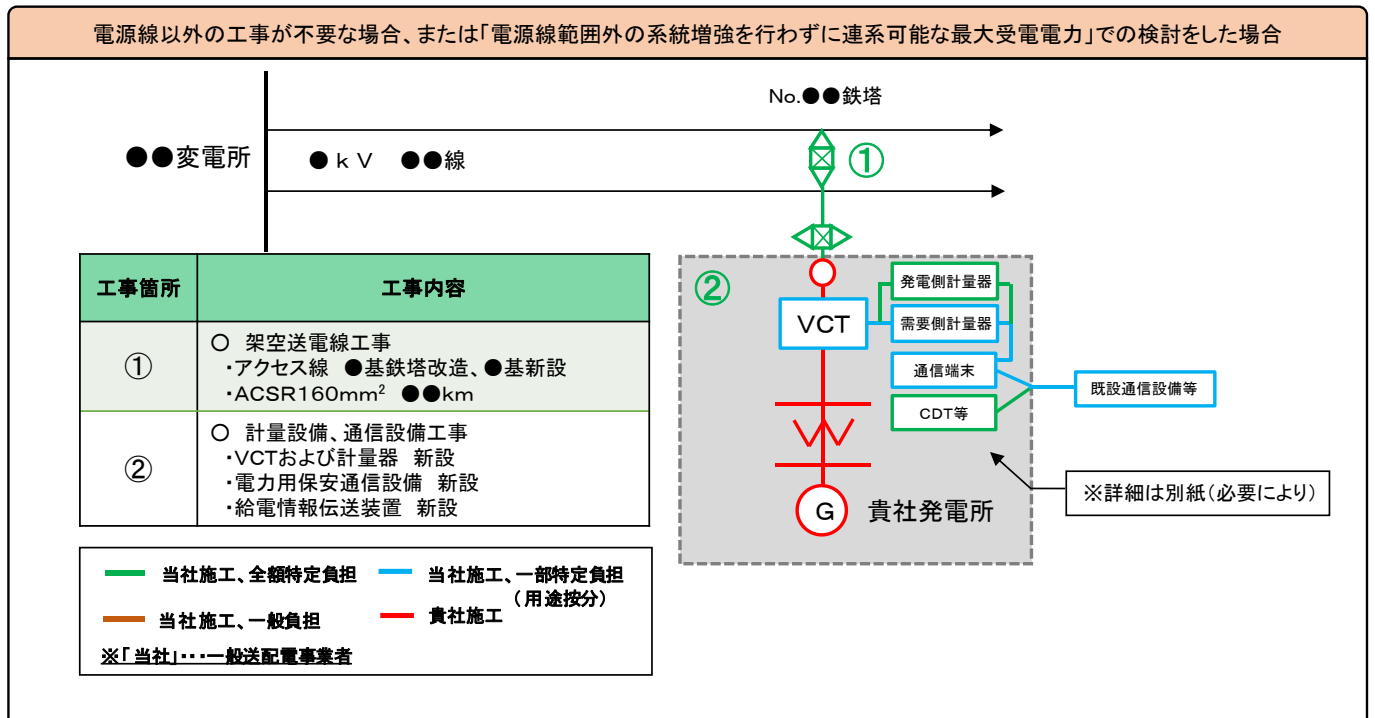 電源線以外の工事が不要な場合、または「電源線範囲外の系統増強を行わずに連系可能な最大受電電力」での検討をした場合
No.●●鉄塔
●●変電所
●kV ●●線
①
工事箇所
工事内容
①
○ 架空送電線工事
・アクセス線 ●基鉄塔改造、●基新設
・ACSR160mm² ●●km
②
○ 計量設備、通信設備工事
・VCTおよび計量器 新設
・電力用保安通信設備 新設
・給電情報伝送装置 新設
②
VCT
発電側計量器
需要側計量器
通信端末
CDT等
既設通信設備等
※詳細は別紙(必要により)
G
貴社発電所
当社施工、全額特定負担
当社施工、一部特定負担
(用途按分)
当社施工、一般負担
貴社施工
※「当社」・・・一般送配電事業者